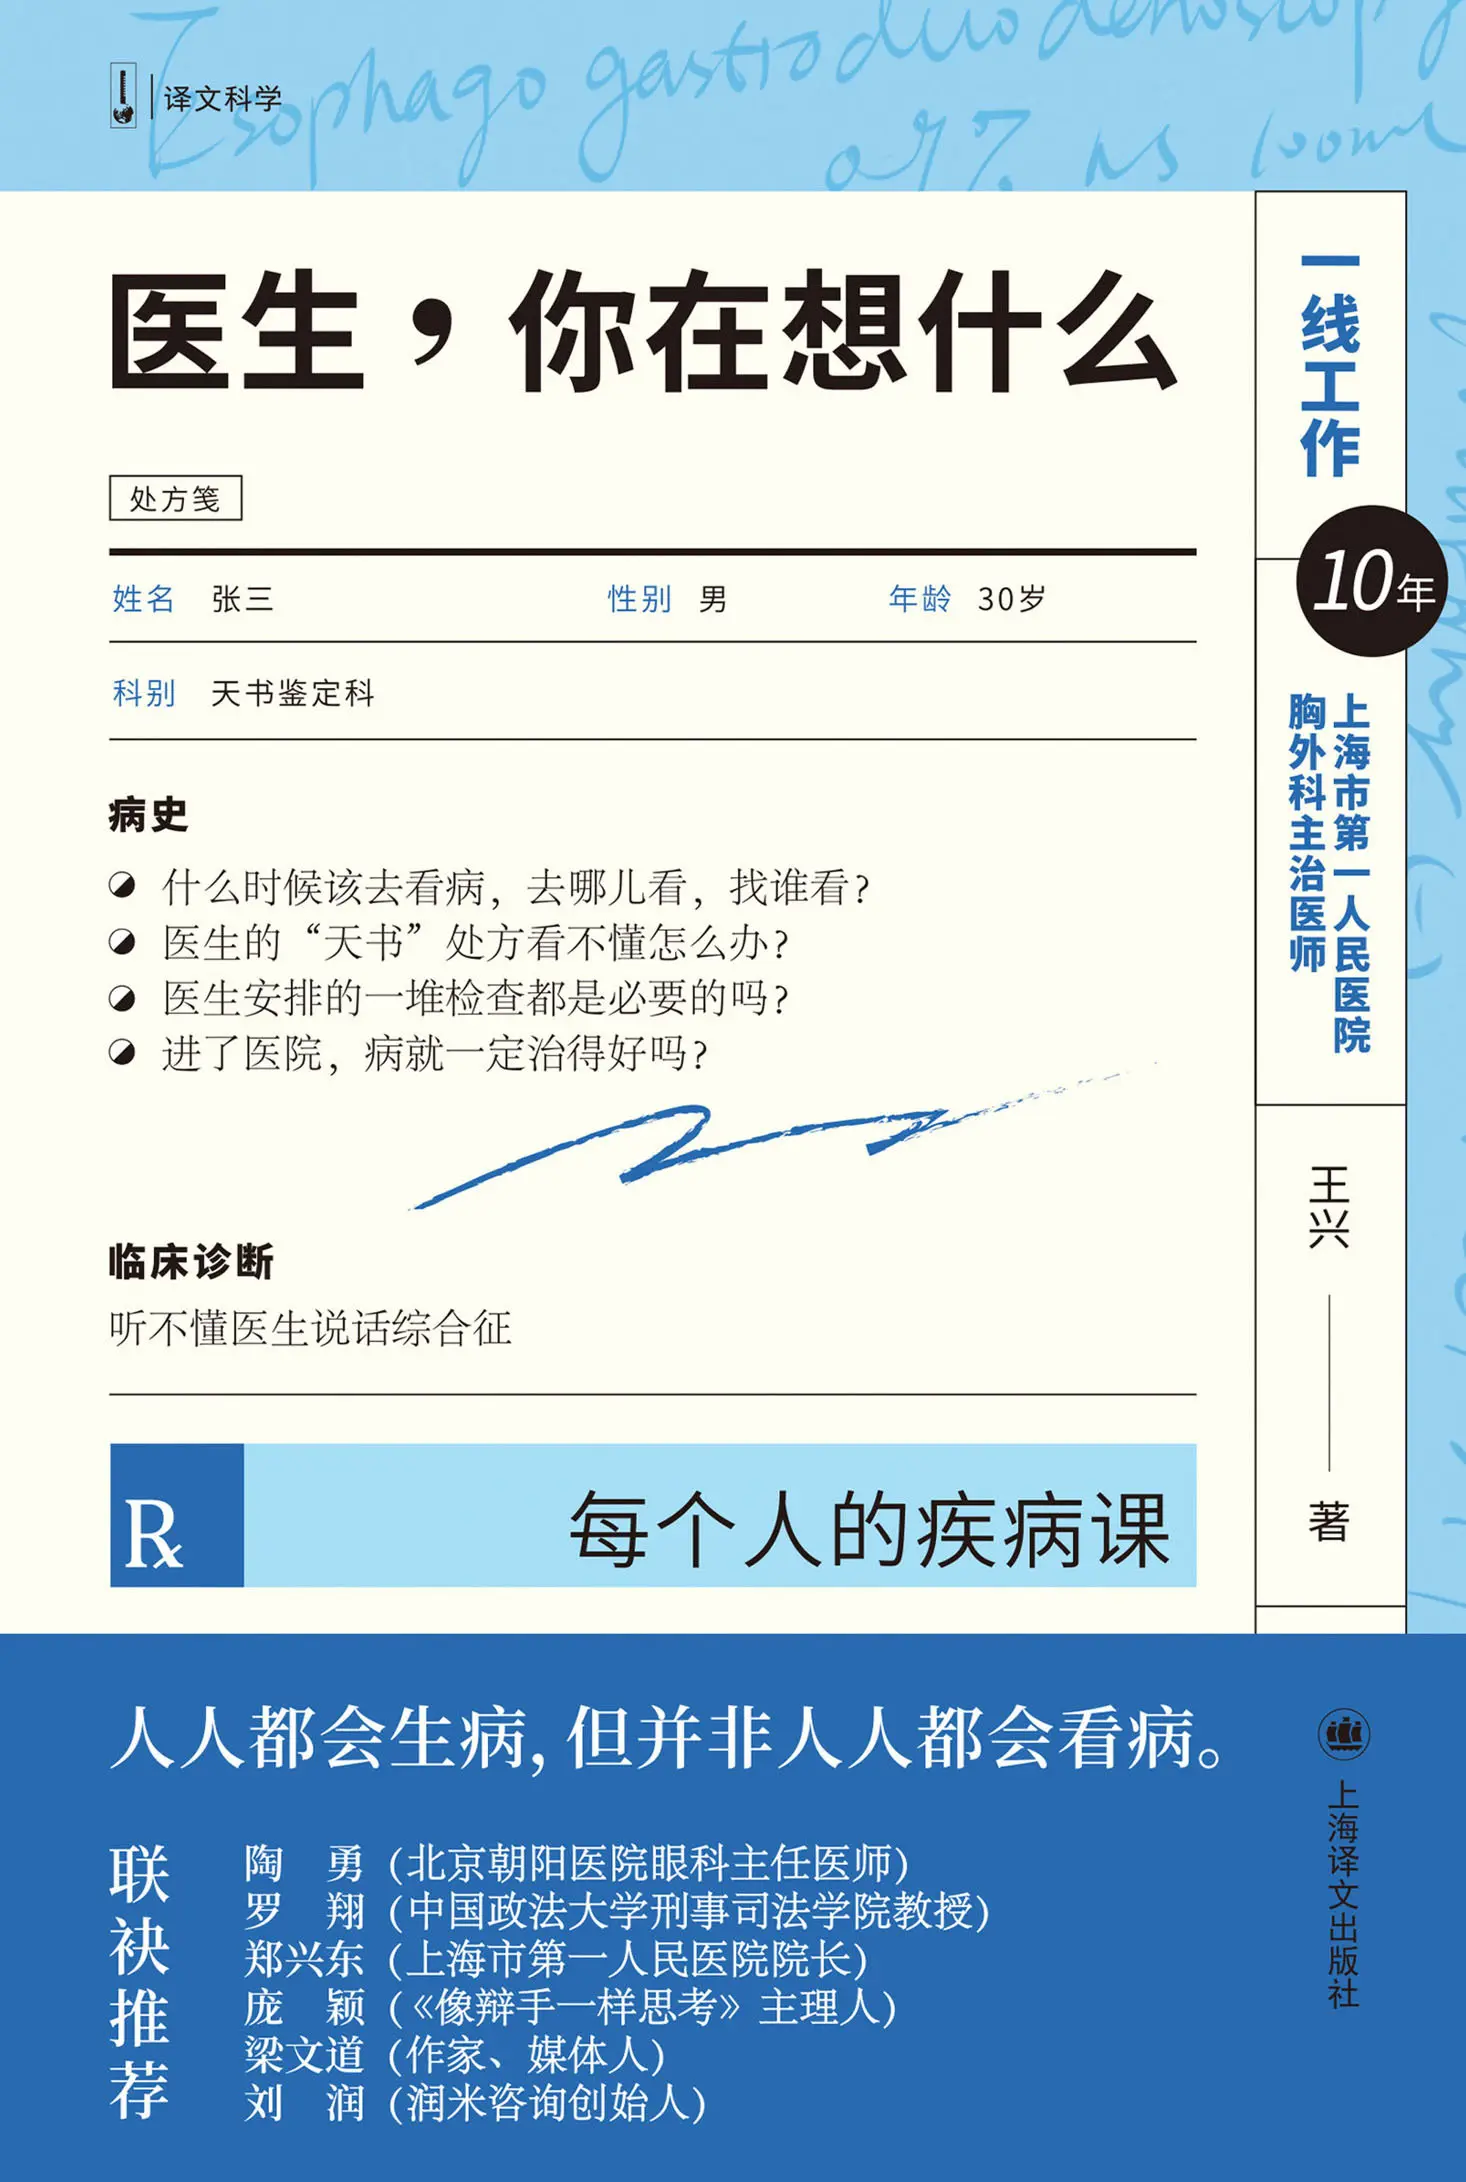 Esophagogastroduodenoscopy
0.9% NS 100ml
译文科学
医生，你在想什么
处方笺
姓名 张三 性别 男 年龄 30岁
科别 天书鉴定科
病史
什么时候该去看病，去哪儿看，找谁看？
医生的“天书”处方看不懂怎么办？
医生安排的一堆检查都是必要的吗？
进了医院，病就一定治得好吗？
临床诊断
听不懂医生说话综合征
Rx
每个人的疾病课
一线工作
10年
上海市第一人民医院
胸外科主治医师
王兴
著
人人都会生病，但并非人人都会看病。
联袂推荐
陶勇（北京朝阳医院眼科主任医师）
罗翔（中国政法大学刑事司法学院教授）
郑兴东（上海市第一人民医院院长）
庞颖（《像辩手一样思考》主理人）
梁文道（作家、媒体人）
刘润（润米咨询创始人）
上海译文出版社